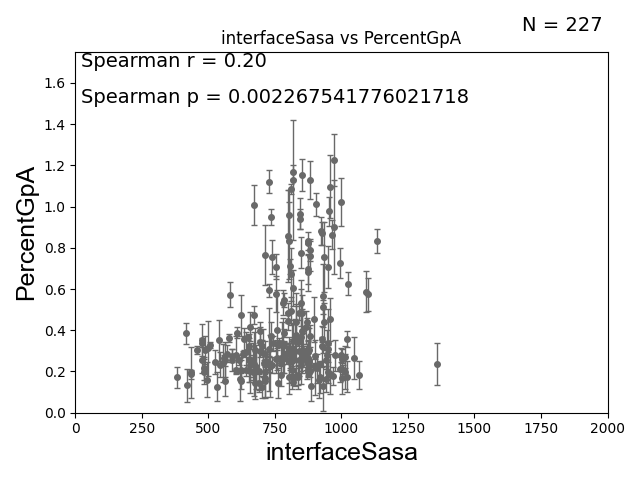 N = 227
interfaceSasa vs PercentGpA
Spearman r = 0.20
Spearman p = 0.002267541776021718
PercentGpA
1.6
1.4
1.2
1.0
0.8
0.6
0.4
0.2
0.0
0 250 500 750 1000 1250 1500 1750 2000
interfaceSasa